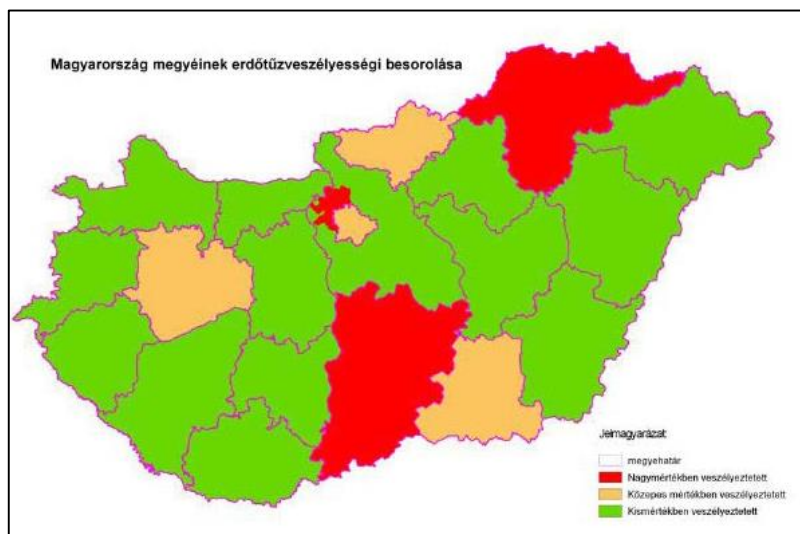 Magyarország megyéinek erdőtűzveszélyességi besorolása
Jelmagyarázat
megyehatár
Nagymértékben veszélyeztetett
Közepes mértékben veszélyeztetett
Kismértékben veszélyeztetett